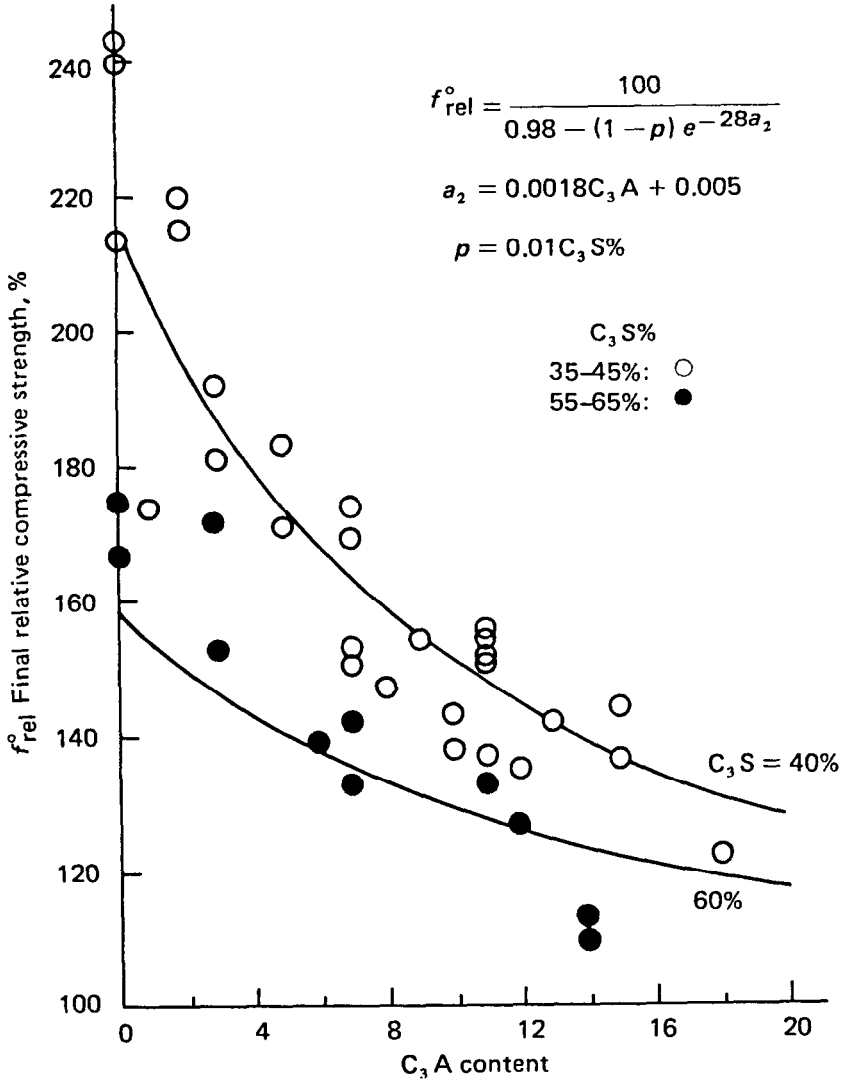 f°rel = 100 / 0.98 − (1 − p) e−28a₂
a₂ = 0.0018C₃A + 0.005
p = 0.01C₃S%
C₃S%
35–45%: ○
55–65%: ●
f°rel Final relative compressive strength, %
240
220
200
180
160
140
120
100
C₃S = 40%
60%
0 4 8 12 16 20
C₃A content